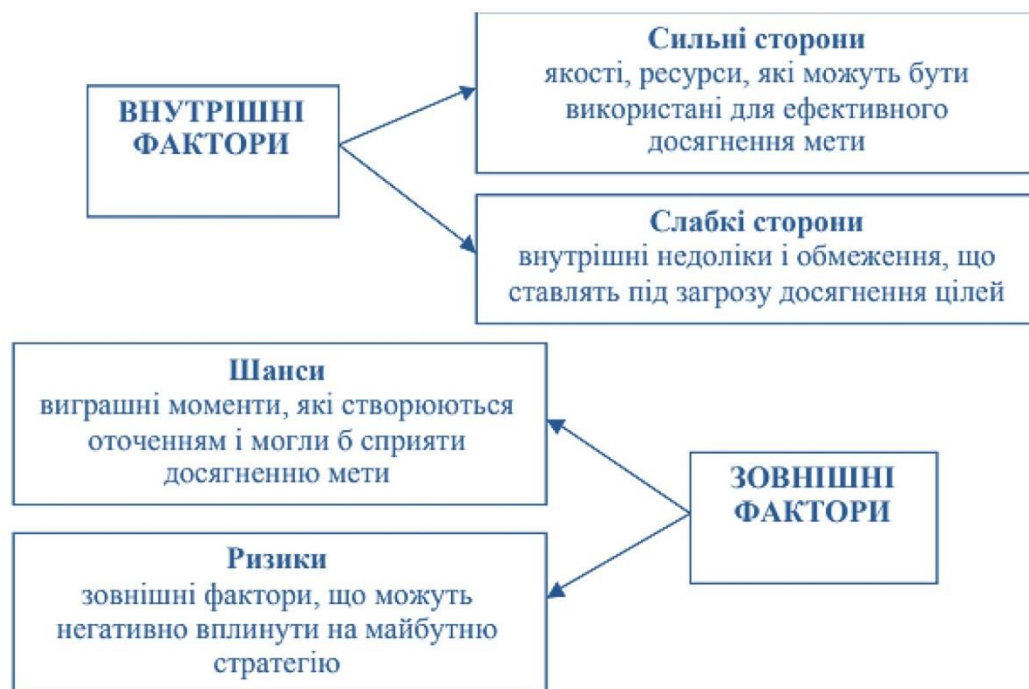 ВНУТРІШНІ
ФАКТОРИ
Сильні сторони
якості, ресурси, які можуть бути
використані для ефективного
досягнення мети
Слабкі сторони
внутрішні недоліки і обмеження, що
ставлять під загрозу досягнення цілей
Шанси
виграшні моменти, які створюються
оточенням і могли б сприяти
досягненню мети
Ризики
зовнішні фактори, що можуть
негативно вплинути на майбутню
стратегію
ЗОВНІШНІ
ФАКТОРИ